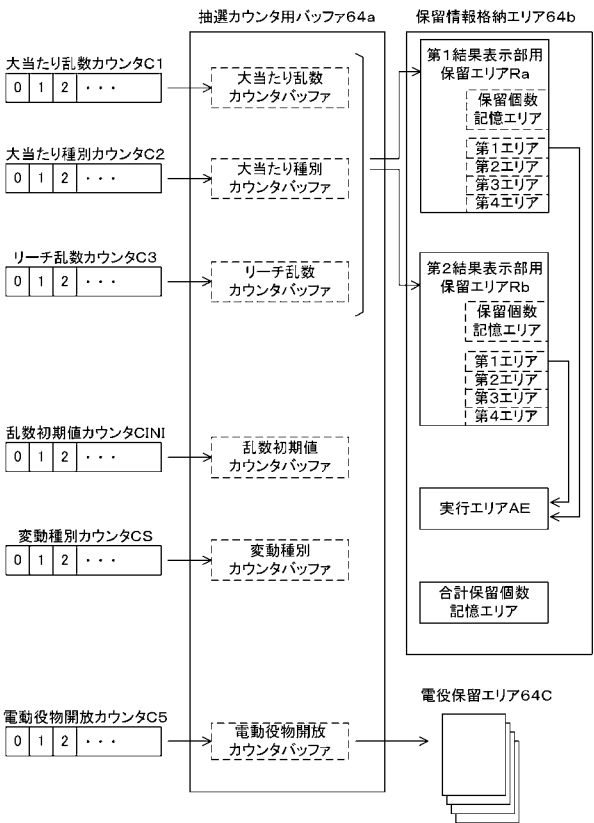 抽選カウンタ用バッファ64a
保留情報格納エリア64b
大当たり乱数カウンタC1
0 1 2 ・・・
大当たり乱数
カウンタバッファ
大当たり種別カウンタC2
0 1 2 ・・・
大当たり種別
カウンタバッファ
リーチ乱数カウンタC3
0 1 2 ・・・
リーチ乱数
カウンタバッファ
第1結果表示部用
保留エリアRa
保留個数
記憶エリア
第1エリア
第2エリア
第3エリア
第4エリア
第2結果表示部用
保留エリアRb
保留個数
記憶エリア
第1エリア
第2エリア
第3エリア
第4エリア
乱数初期値カウンタCINI
0 1 2 ・・・
乱数初期値
カウンタバッファ
実行エリアAE
変動種別カウンタCS
0 1 2 ・・・
変動種別
カウンタバッファ
合計保留個数
記憶エリア
電動役物開放カウンタC5
0 1 2 ・・・
電動役物開放
カウンタバッファ
電役保留エリア64C